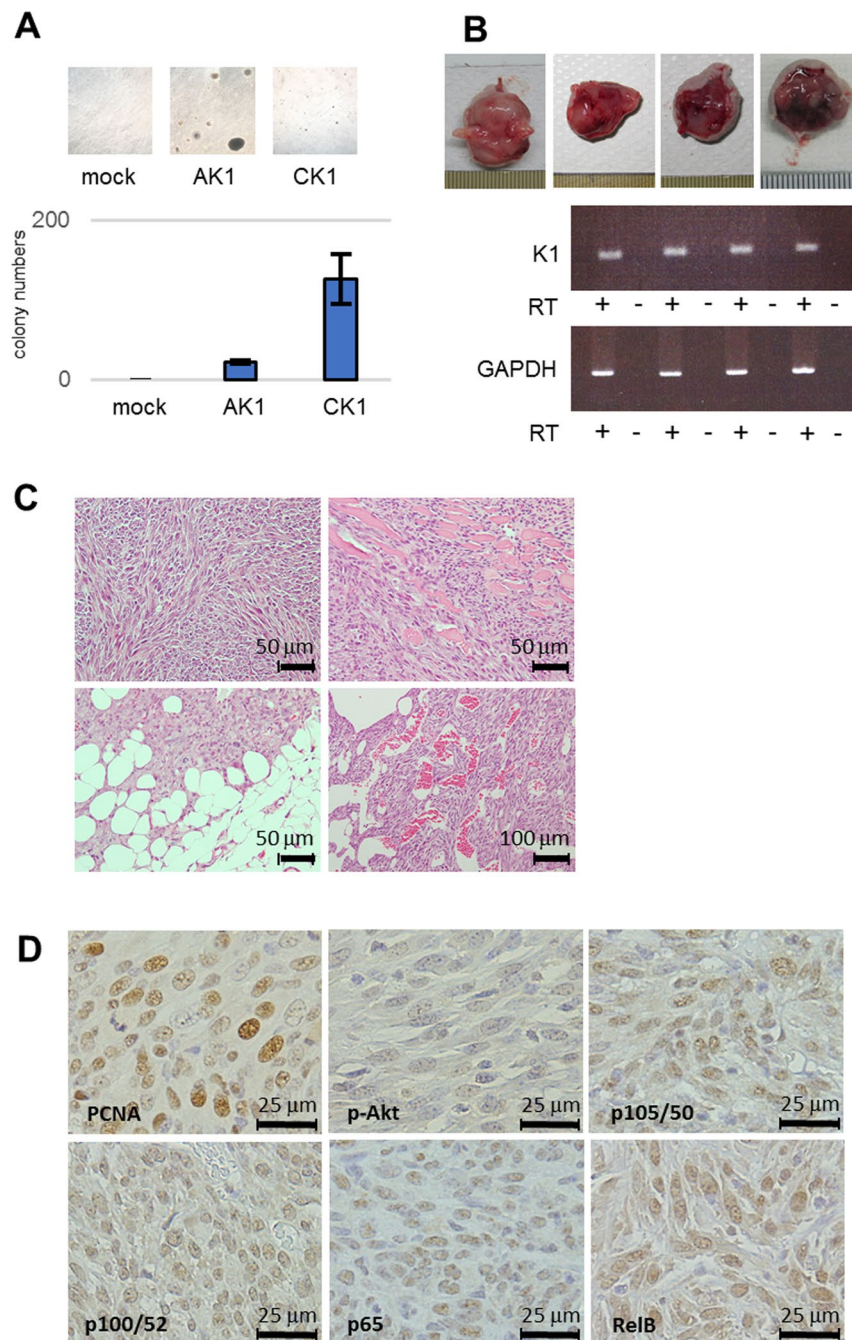 A
mock AK1 CK1
200
colony numbers
0
mock AK1 CK1
B
K1
RT + - + - + - + -
GAPDH
RT + - + - + - + -
C
50 μm 50 μm
50 μm 100 μm
D
PCNA 25 μm p-Akt 25 μm p105/50 25 μm
p100/52 25 μm p65 25 μm RelB 25 μm